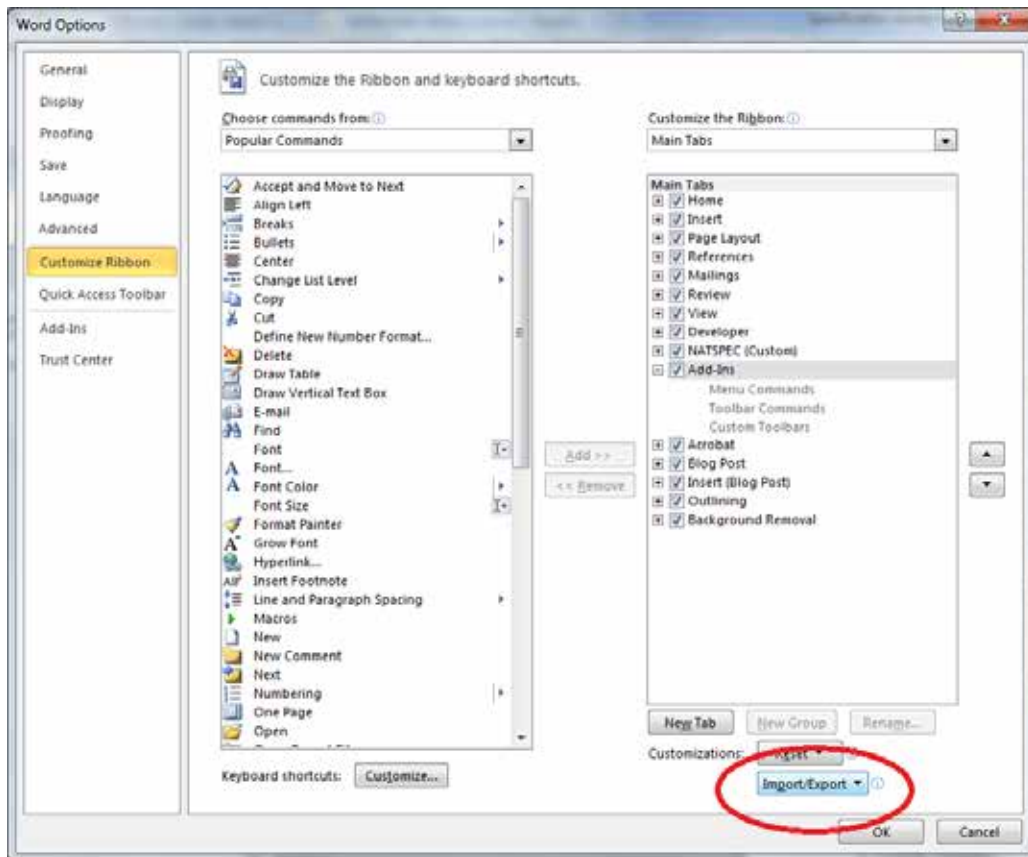 Word Options
General
Display
Proofing
Save
Language
Advanced
Customize Ribbon
Quick Access Toolbar
Add-Ins
Trust Center
Customize the Ribbon and keyboard shortcuts.
Choose commands from:
Popular Commands
Accept and Move to Next
Align Left
Breaks
Bullets
Center
Change List Level
Copy
Cut
Define New Number Format...
Delete
Draw Table
Draw Vertical Text Box
E-mail
Find
Font
Font...
Font Color
Font Size
Format Painter
Grow Font
Hyperlink...
Insert Footnote
Line and Paragraph Spacing
Macros
New
New Comment
Next
Numbering
One Page
Open
Keyboard shortcuts: Customize...
Add >>
<< Remove
Customize the Ribbon:
Main Tabs
Main Tabs
Home
Insert
Page Layout
References
Mailings
Review
View
Developer
NATSPEC (Custom)
Add-Ins
Menu Commands
Toolbar Commands
Custom Toolbars
Acrobat
Blog Post
Insert (Blog Post)
Outlining
Background Removal
New Tab New Group Rename...
Customizations: Reset
Import/Export
OK Cancel